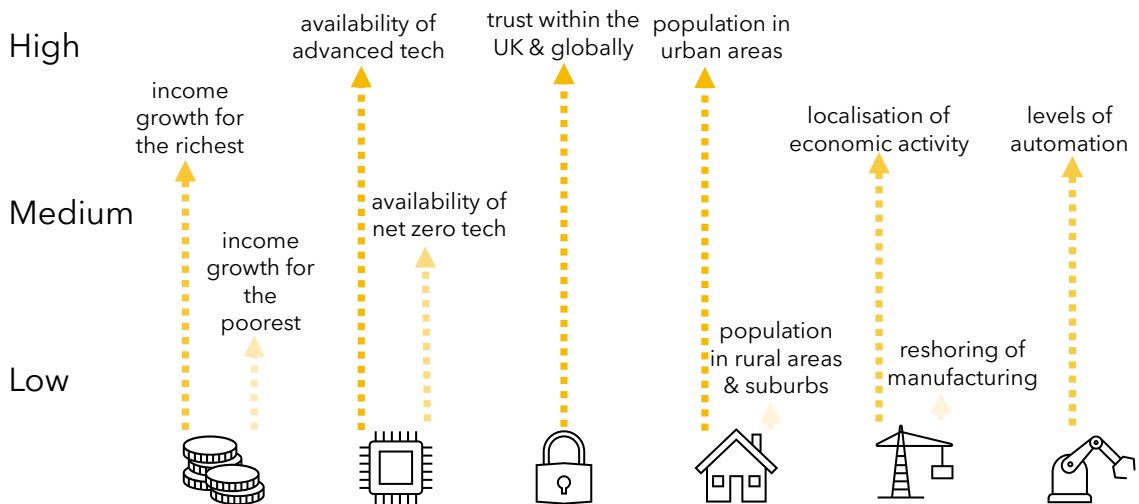 High
availability of
advanced tech
trust within the
UK & globally
population in
urban areas
income
growth for
the richest
localisation of
economic activity
levels of
automation
Medium
availability of
net zero tech
income
growth for
the
poorest
population
in rural areas
& suburbs
reshoring of
manufacturing
Low